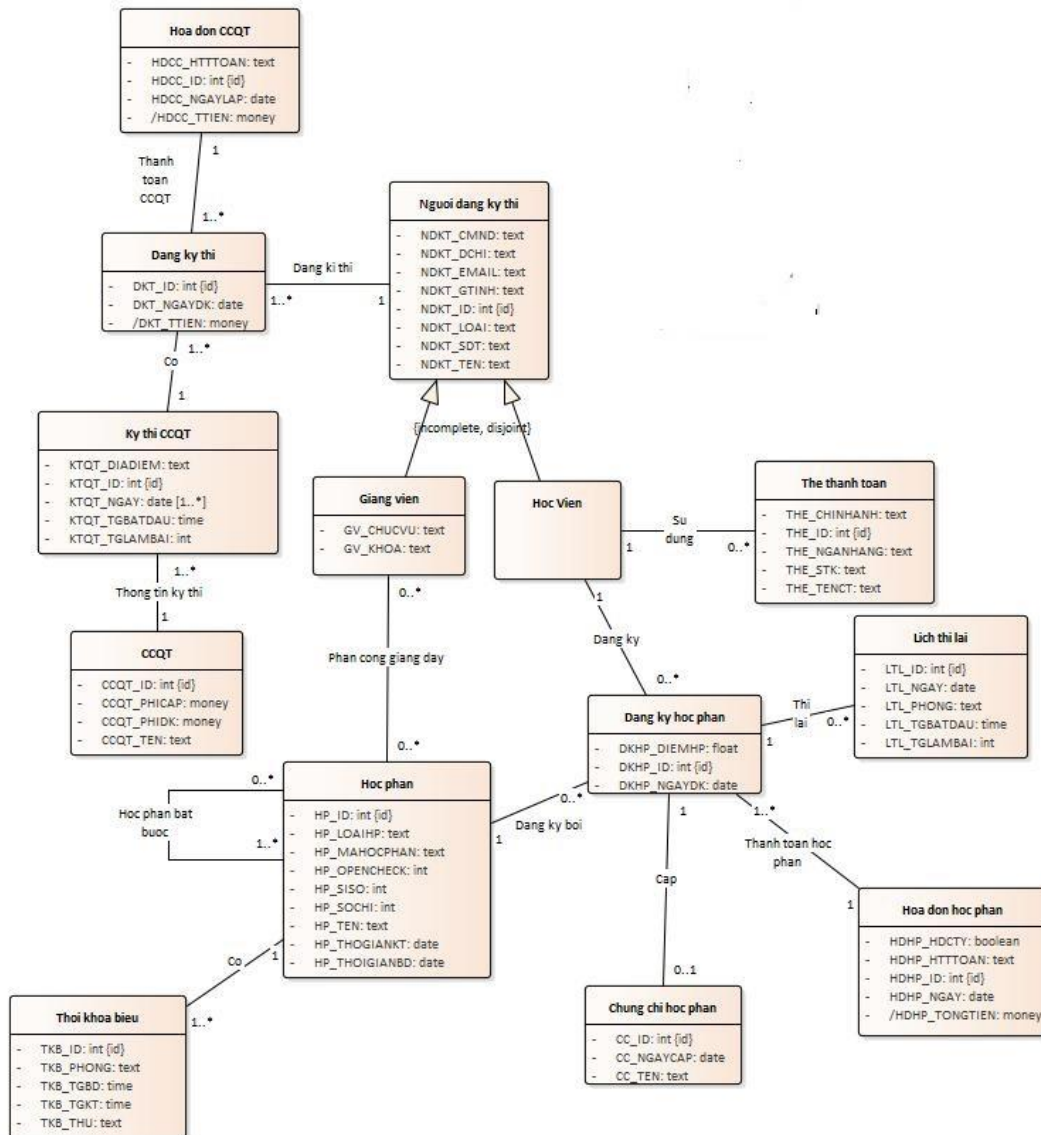 Hoa don CCQT
- HDCC_HTTTOAN: text
- HDCC_ID: int {id}
- HDCC_NGAYLAP: date
- /HDCC_TTIEN: money
1
Thanh
toan
CCQT
1..*
Dang ky thi
- DKT_ID: int {id}
- DKT_NGAYDK: date
- /DKT_TTIEN: money
Dang ki thi
1..*
1
Nguoi dang ky thi
- NDKT_CMND: text
- NDKT_DCHI: text
- NDKT_EMAIL: text
- NDKT_GTINH: text
- NDKT_ID: int {id}
- NDKT_LOAI: text
- NDKT_SDT: text
- NDKT_TEN: text
1..*
Co
1
Ky thi CCQT
- KTQT_DIADIEM: text
- KTQT_ID: int {id}
- KTQT_NGAY: date [1..*]
- KTQT_TGBATDAU: time
- KTQT_TGLAMBAI: int
{incomplete, disjoint}
Giang vien
- GV_CHUCVU: text
- GV_KHOA: text
Hoc Vien
Su
dung
1
0..*
The thanh toan
- THE_CHINHANH: text
- THE_ID: int {id}
- THE_NGANHANG: text
- THE_STK: text
- THE_TENCT: text
1..*
Thong tin ky thi
1
CCQT
- CCQT_ID: int {id}
- CCQT_PHICAP: money
- CCQT_PHIDK: money
- CCQT_TEN: text
0..*
Phan cong giang day
0..*
1
Dang ky
0..*
Dang ky hoc phan
- DKHP_DIEMHP: float
- DKHP_ID: int {id}
- DKHP_NGAYDK: date
Thi
lai
1
0..*
Lich thi lai
- LTL_ID: int {id}
- LTL_NGAY: date
- LTL_PHONG: text
- LTL_TGBATDAU: time
- LTL_TGLAMBAI: int
0..*
Hoc phan bat
buoc
1..*
Hoc phan
- HP_ID: int {id}
- HP_LOAIHP: text
- HP_MAHOCPHAN: text
- HP_OPENCHECK: int
- HP_SISO: int
- HP_SOCHI: int
- HP_TEN: text
- HP_THOGIANKT: date
- HP_THOIGIANBD: date
0..*
Dang ky boi
1
1
Cap
0..1
1..*
Thanh toan hoc
phan
1
Hoa don hoc phan
- HDHP_HDCTY: boolean
- HDHP_HTTTOAN: text
- HDHP_ID: int {id}
- HDHP_NGAY: date
- /HDHP_TONGTIEN: money
Co
1
1..*
Thoi khoa bieu
- TKB_ID: int {id}
- TKB_PHONG: text
- TKB_TGBD: time
- TKB_TGKT: time
- TKB_THU: text
Chung chi hoc phan
- CC_ID: int {id}
- CC_NGAYCAP: date
- CC_TEN: text